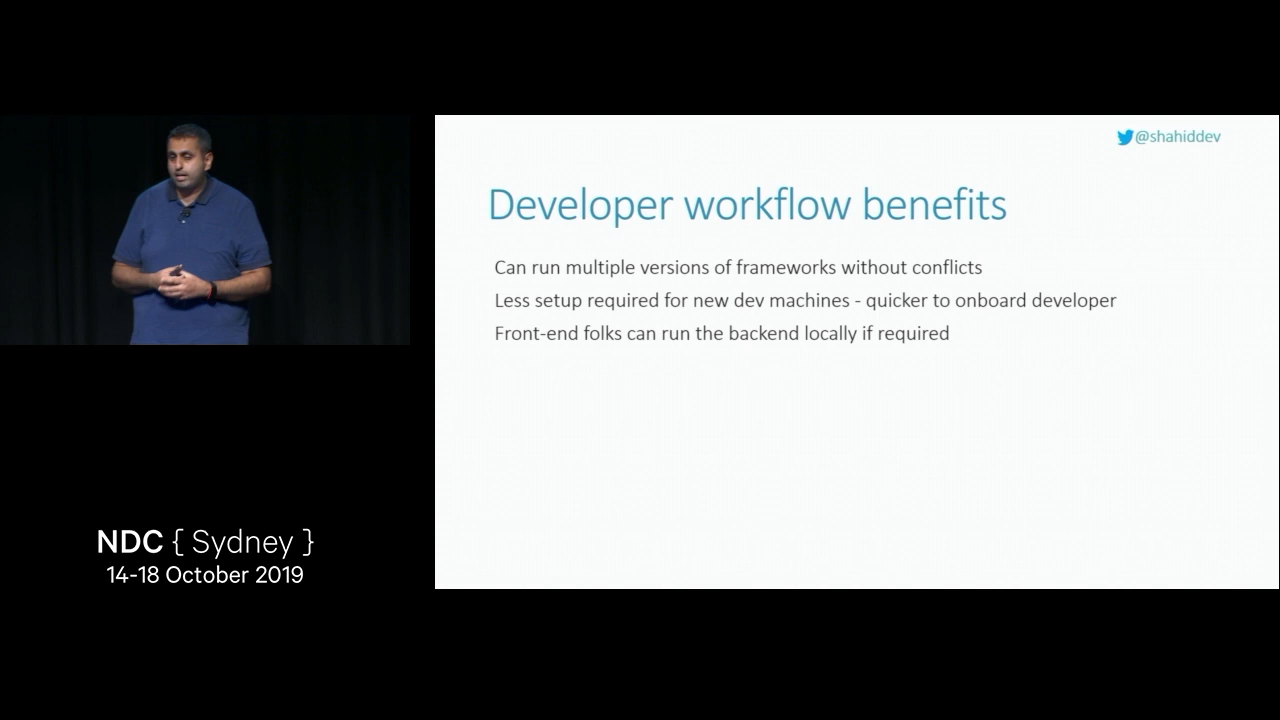 @shahiddev
Developer workflow benefits
Can run multiple versions of frameworks without conflicts
Less setup required for new dev machines - quicker to onboard developer
Front-end folks can run the backend locally if required
NDC { Sydney }
14-18 October 2019